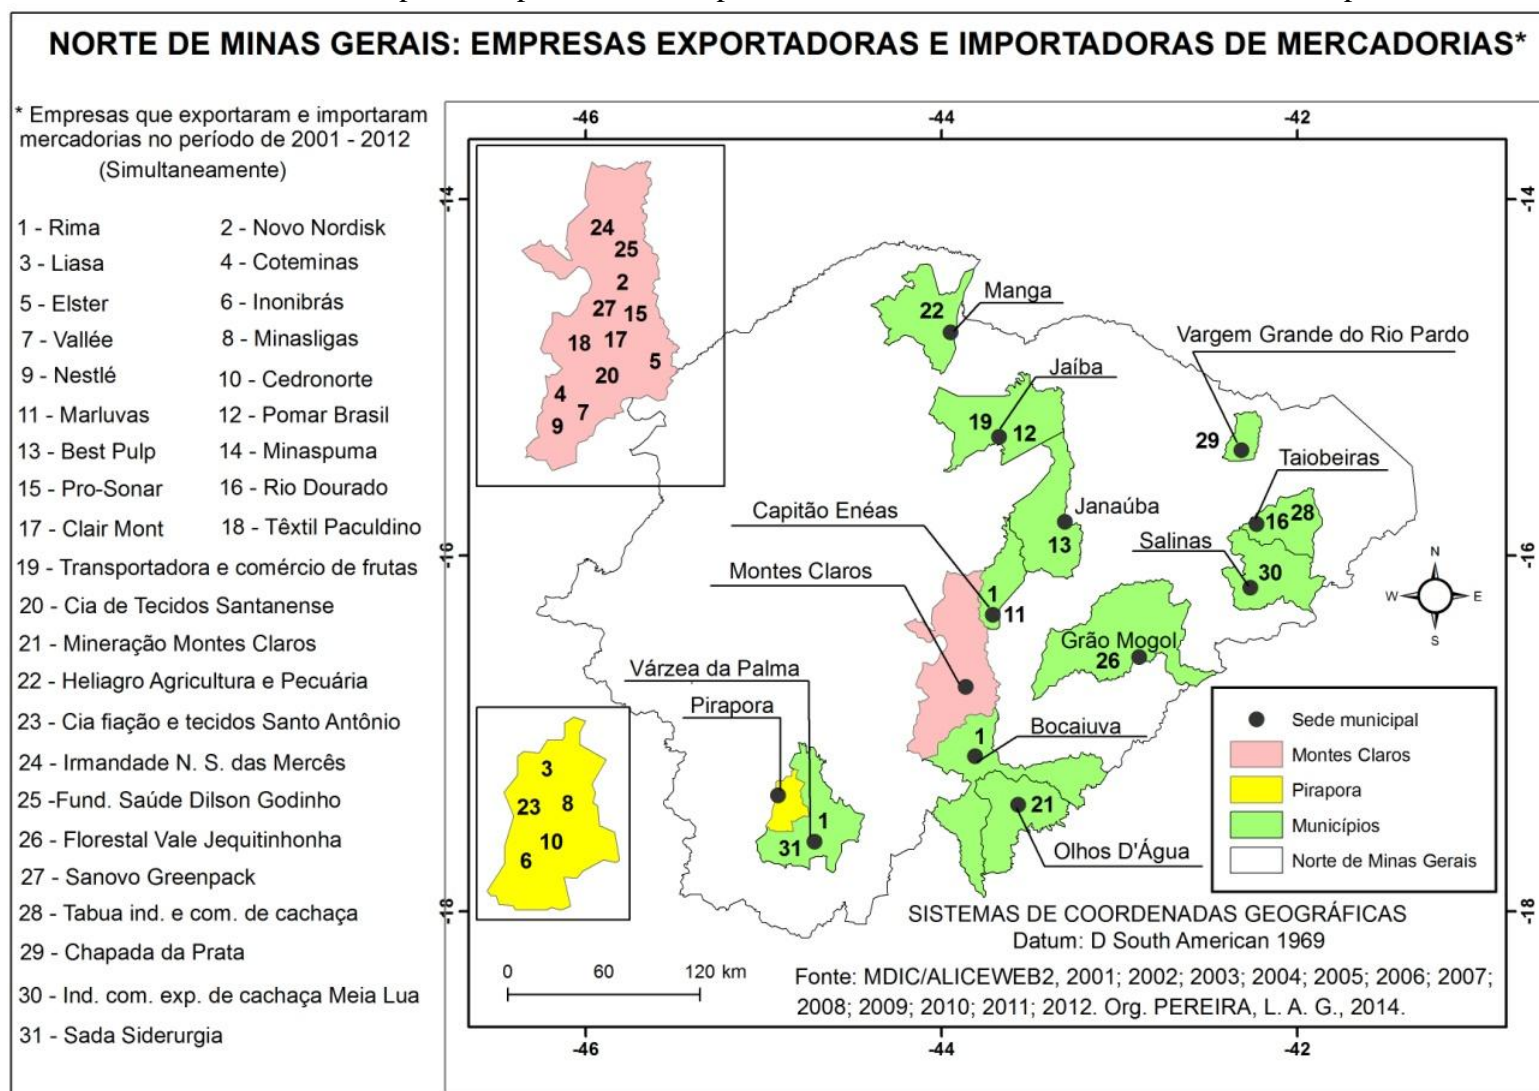 NORTE DE MINAS GERAIS: EMPRESAS EXPORTADORAS E IMPORTADORAS DE MERCADORIAS*
* Empresas que exportaram e importaram
mercadorias no período de 2001 - 2012
(Simultaneamente)
1 - Rima
2 - Novo Nordisk
3 - Liasa
4 - Coteminas
5 - Elster
6 - Inonibrás
7 - Vallée
8 - Minasligas
9 - Nestlé
10 - Cedronorte
11 - Marluvas
12 - Pomar Brasil
13 - Best Pulp
14 - Minaspuma
15 - Pro-Sonar
16 - Rio Dourado
17 - Clair Mont
18 - Têxtil Paculdino
19 - Transportadora e comércio de frutas
20 - Cia de Tecidos Santanense
21 - Mineração Montes Claros
22 - Heliagro Agricultura e Pecuária
23 - Cia fiação e tecidos Santo Antônio
24 - Irmandade N. S. das Mercês
25 -Fund. Saúde Dilson Godinho
26 - Florestal Vale Jequitinhonha
27 - Sanovo Greenpack
28 - Tabua ind. e com. de cachaça
29 - Chapada da Prata
30 - Ind. com. exp. de cachaça Meia Lua
31 - Sada Siderurgia
-46
-44
-42
-14
-14
24
25
2
27
15
18
17
5
20
4
7
9
22
Manga
Vargem Grande do Rio Pardo
Jaíba
19
12
29
Taiobeiras
Capitão Enéas
Janaúba
16
28
13
Salinas
-16
-16
Montes Claros
30
1
11
N
W
E
S
Grão Mogol
26
Várzea da Palma
Pirapora
Bocaiuva
1
3
23
8
10
6
1
31
21
Olhos D'Água
Sede municipal
Montes Claros
Pirapora
Municípios
Norte de Minas Gerais
-18
-18
SISTEMAS DE COORDENADAS GEOGRÁFICAS
Datum: D South American 1969
0
60
120 km
Fonte: MDIC/ALICEWEB2, 2001; 2002; 2003; 2004; 2005; 2006; 2007;
2008; 2009; 2010; 2011; 2012. Org. PEREIRA, L. A. G., 2014.
-46
-44
-42